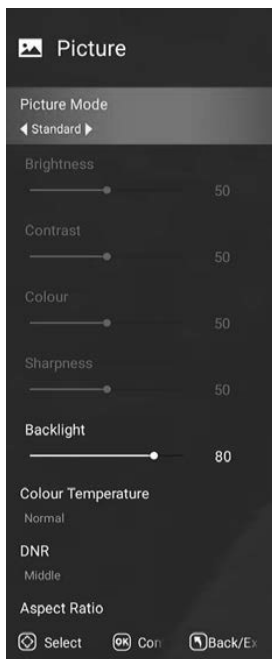 Picture
Picture Mode
Standard
Brightness
50
Contrast
50
Colour
50
Sharpness
50
Backlight
80
Colour Temperature
Normal
DNR
Middle
Aspect Ratio
Select OK Con Back/Ex